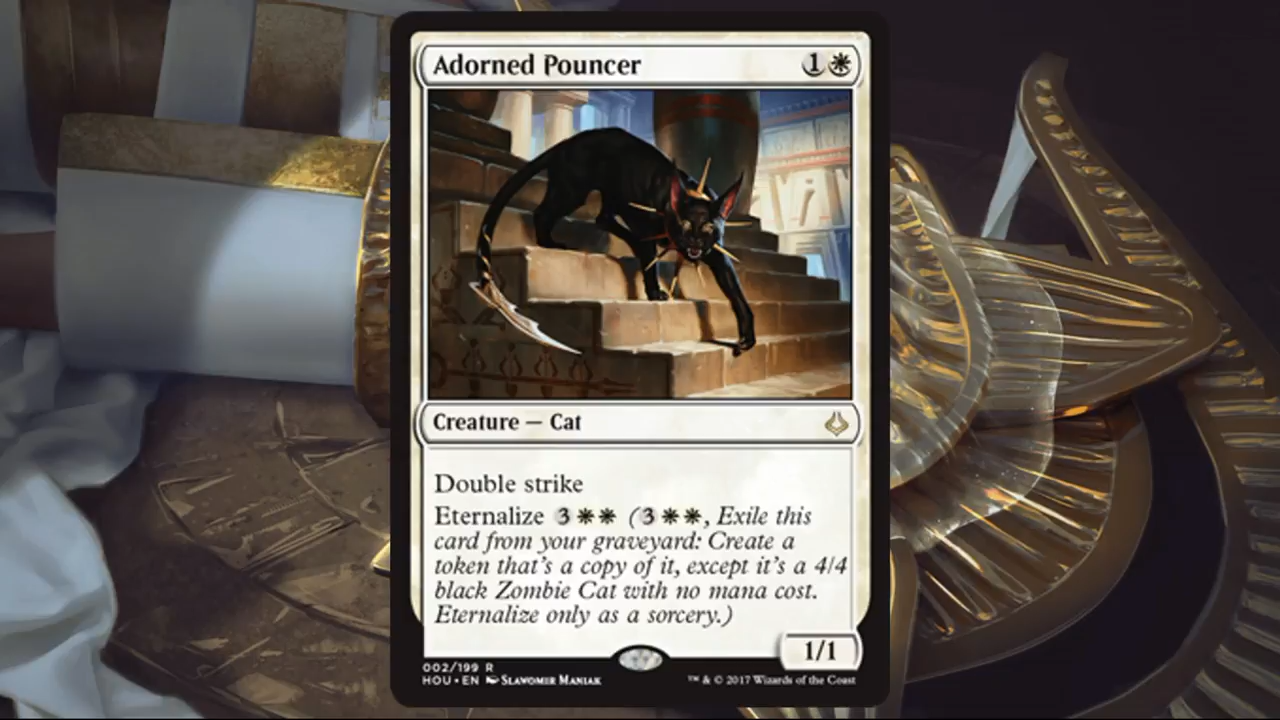 Adorned Pouncer 1
Creature — Cat
Double strike
Eternalize 3 (3, Exile this
card from your graveyard: Create a
token that's a copy of it, except it's a 4/4
black Zombie Cat with no mana cost.
Eternalize only as a sorcery.)
1/1
002/199 R
HOU • EN Slawomir Maniak ™ & © 2017 Wizards of the Coast